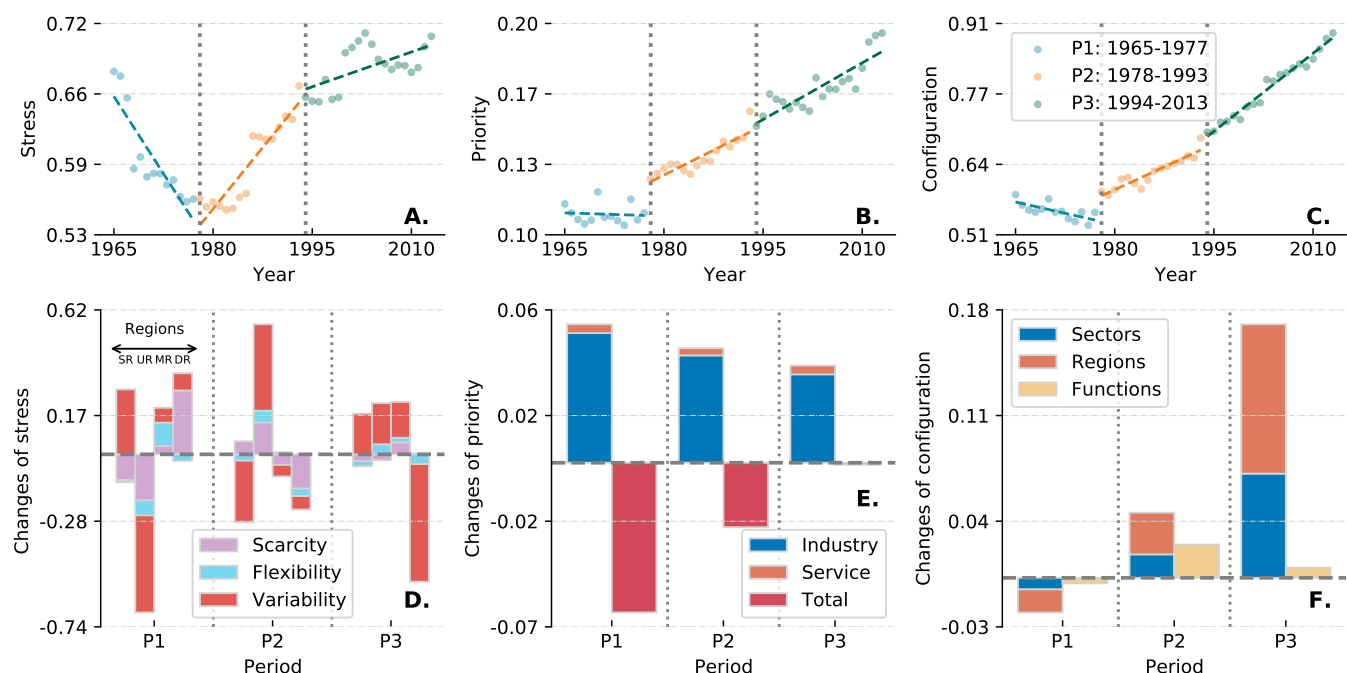 0.72
0.66
0.59
0.53
Stress
1965
1980
1995
2010
Year
A.
0.20
0.17
0.13
0.10
Priority
1965
1980
1995
2010
Year
B.
0.91
0.77
0.64
0.51
Configuration
P1: 1965-1977
P2: 1978-1993
P3: 1994-2013
1965
1980
1995
2010
Year
C.
0.62
0.17
-0.28
-0.74
Changes of stress
Regions
SR UR MR DR
Scarcity
Flexibility
Variability
D.
P1
P2
P3
Period
0.06
0.02
-0.02
-0.07
Changes of priority
E.
Industry
Service
Total
P1
P2
P3
Period
0.18
0.11
0.04
-0.03
Changes of configuration
Sectors
Regions
Functions
F.
P1
P2
P3
Period